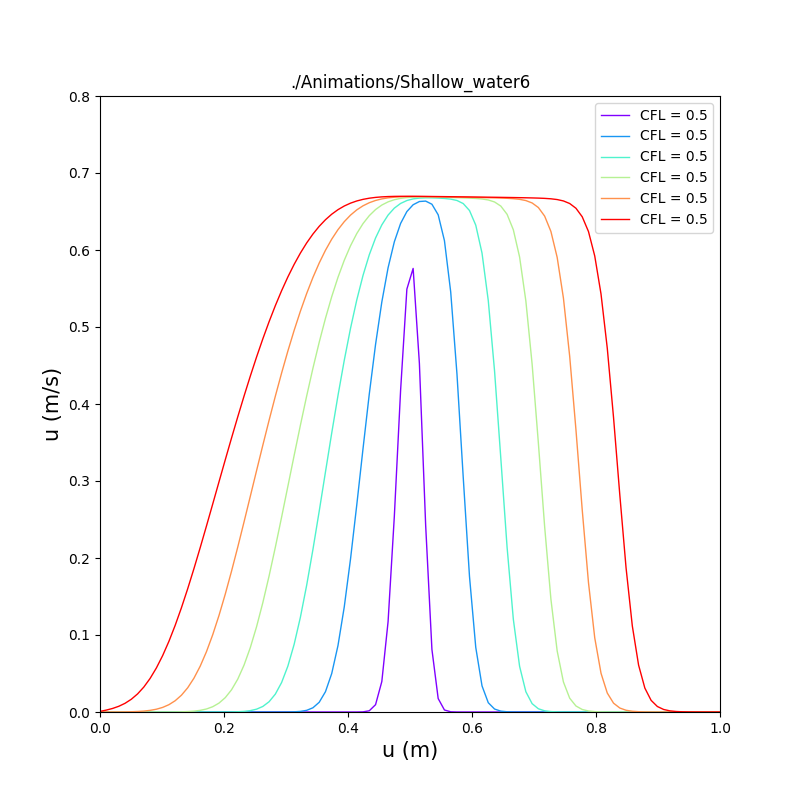 ./Animations/Shallow_water6
CFL = 0.5
CFL = 0.5
CFL = 0.5
CFL = 0.5
CFL = 0.5
CFL = 0.5
0.8
0.7
0.6
0.5
0.4
0.3
0.2
0.1
0.0
u (m/s)
0.0 0.2 0.4 0.6 0.8 1.0
u (m)